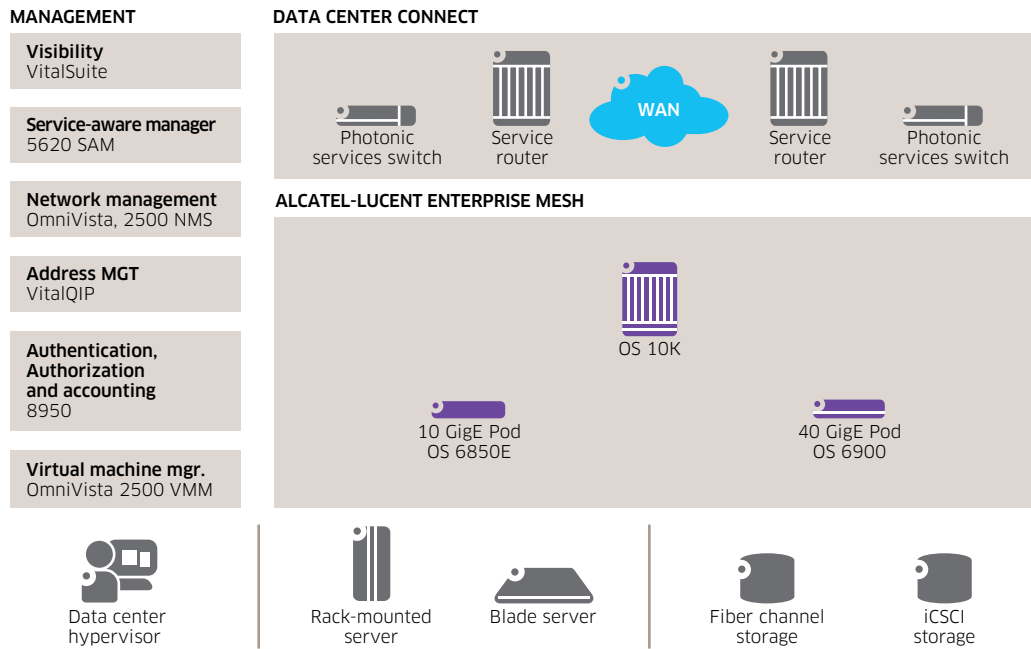 MANAGEMENT
Visibility
VitalSuite
Service-aware manager
5620 SAM
Network management
OmniVista, 2500 NMS
Address MGT
VitalQIP
Authentication,
Authorization
and accounting
8950
Virtual machine mgr.
OmniVista 2500 VMM
DATA CENTER CONNECT
Photonic
services switch
Service
router
WAN
Service
router
Photonic
services switch
ALCATEL-LUCENT ENTERPRISE MESH
OS 10K
10 GigE Pod
OS 6850E
40 GigE Pod
OS 6900
Data center
hypervisor
Rack-mounted
server
Blade server
Fiber channel
storage
iCSCI
storage